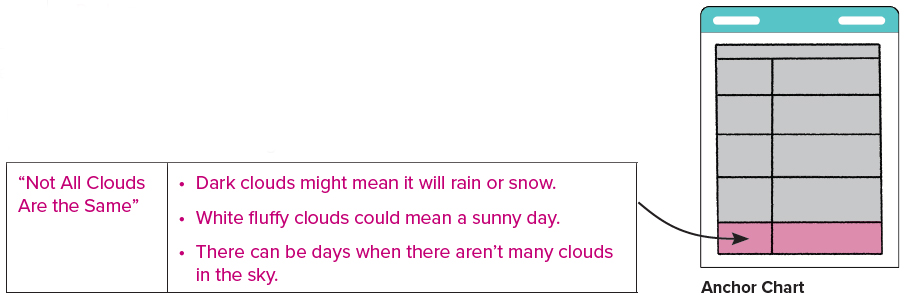 “Not All Clouds
Are the Same”
• Dark clouds might mean it will rain or snow.
• White fluffy clouds could mean a sunny day.
• There can be days when there aren’t many clouds
in the sky.
Anchor Chart